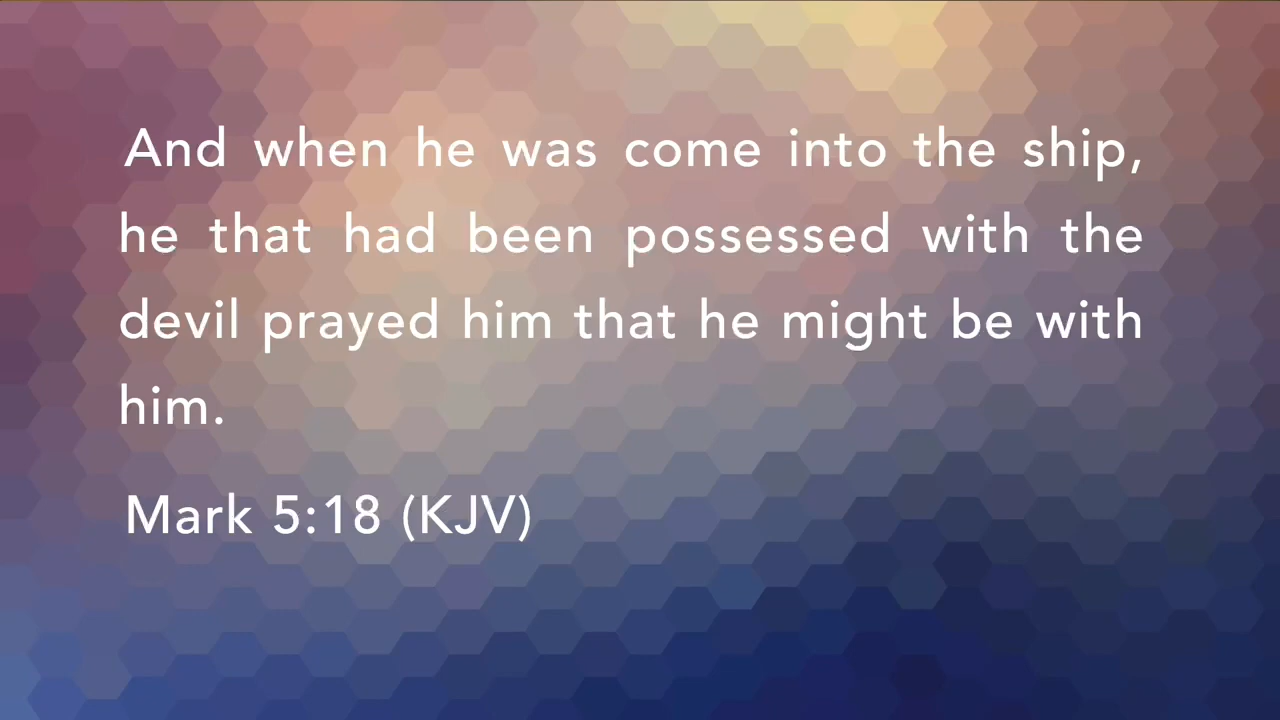 And when he was come into the ship,
he that had been possessed with the
devil prayed him that he might be with
him.
Mark 5:18 (KJV)